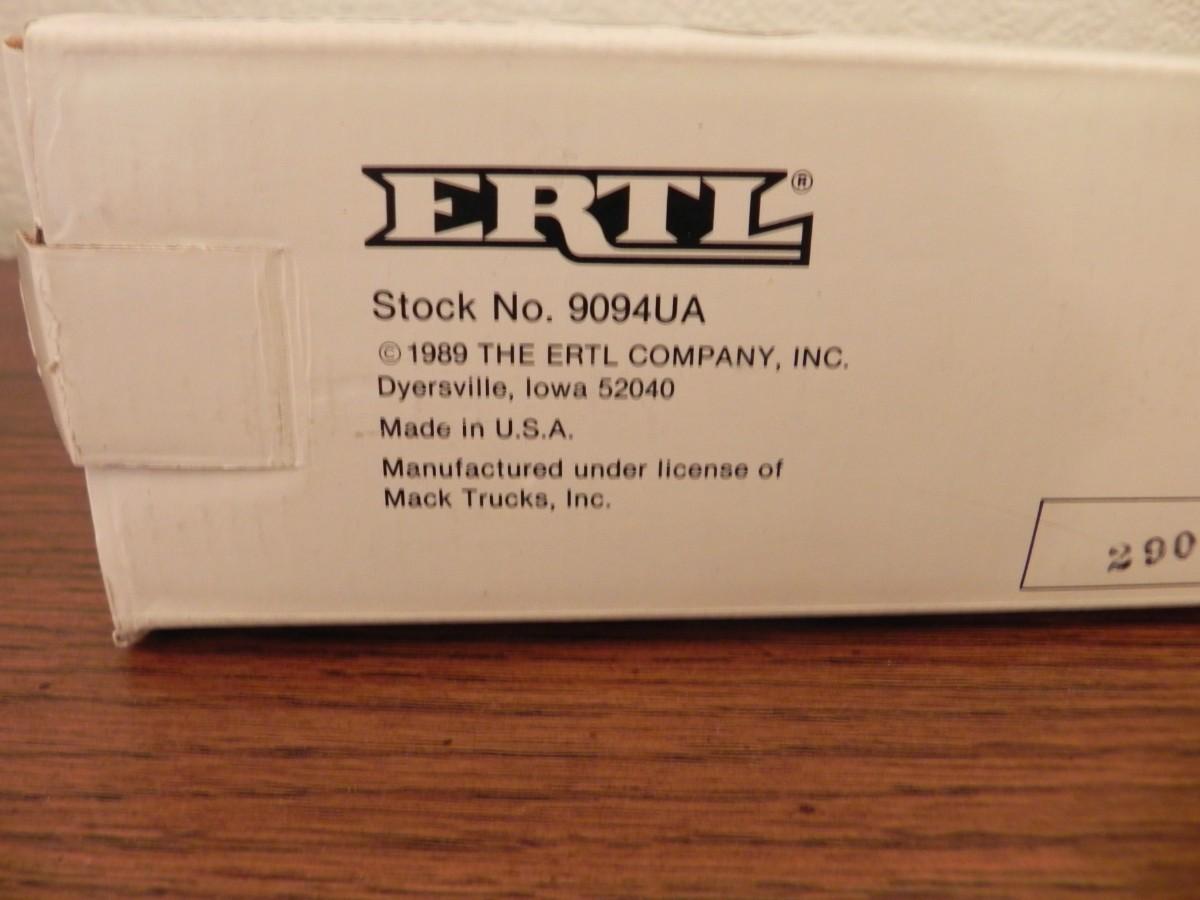 ERTL®
Stock No. 9094UA
© 1989 THE ERTL COMPANY, INC.
Dyersville, Iowa 52040
Made in U.S.A.
Manufactured under license of
Mack Trucks, Inc.
290